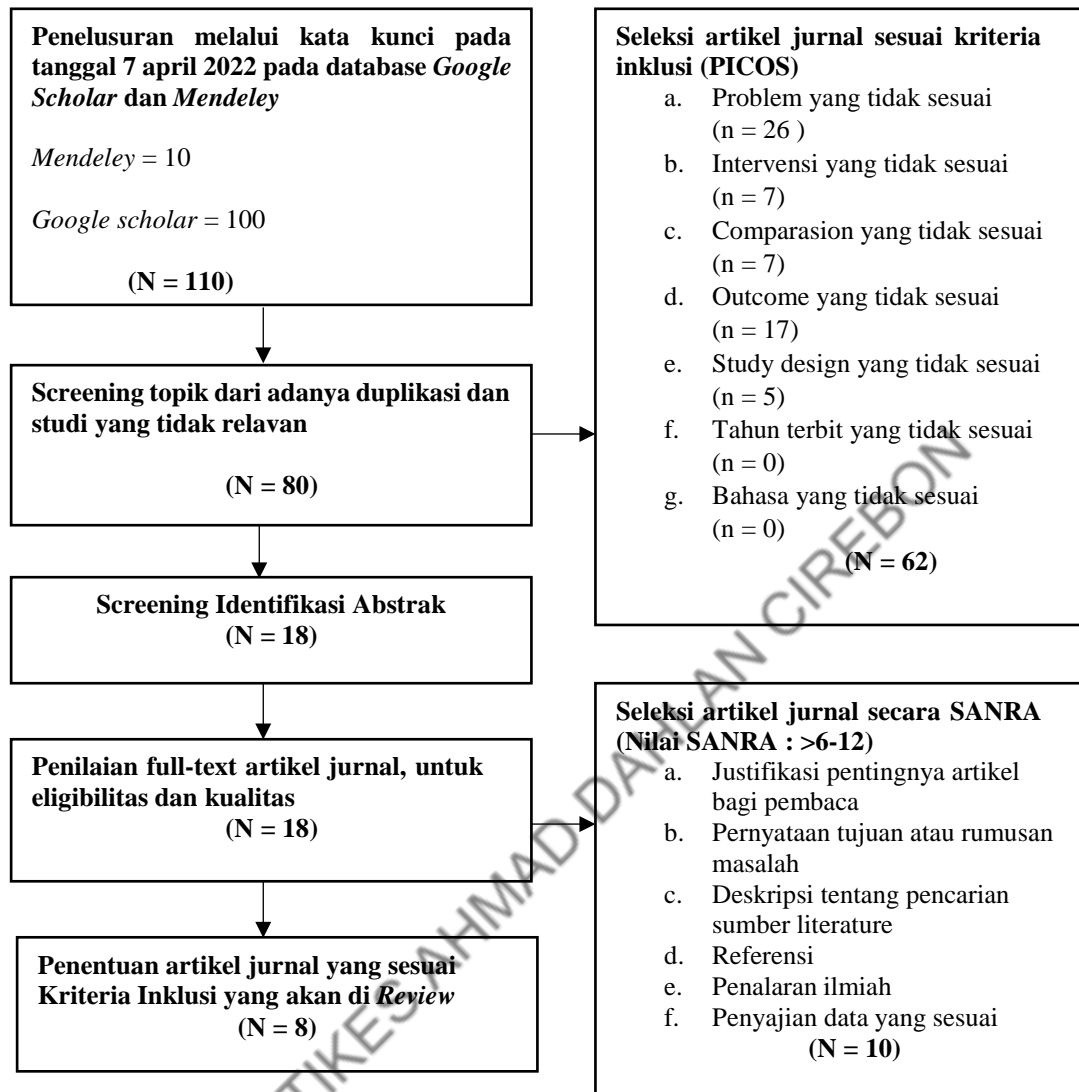 Penelusuran melalui kata kunci pada
tanggal 7 april 2022 pada database Google
Scholar dan Mendeley
Mendeley = 10
Google scholar = 100
(N = 110)
Screening topik dari adanya duplikasi dan
studi yang tidak relavan
(N = 80)
Screening Identifikasi Abstrak
(N = 18)
Penilaian full-text artikel jurnal, untuk
eligibilitas dan kualitas
(N = 18)
Penentuan artikel jurnal yang sesuai
Kriteria Inklusi yang akan di Review
(N = 8)
Seleksi artikel jurnal sesuai kriteria
inklusi (PICOS)
a. Problem yang tidak sesuai
(n = 26 )
b. Intervensi yang tidak sesuai
(n = 7)
c. Comparasion yang tidak sesuai
(n = 7)
d. Outcome yang tidak sesuai
(n = 17)
e. Study design yang tidak sesuai
(n = 5)
f. Tahun terbit yang tidak sesuai
(n = 0)
g. Bahasa yang tidak sesuai
(n = 0)
(N = 62)
Seleksi artikel jurnal secara SANRA
(Nilai SANRA : >6-12)
a. Justifikasi pentingnya artikel
bagi pembaca
b. Pernyataan tujuan atau rumusan
masalah
c. Deskripsi tentang pencarian
sumber literature
d. Referensi
e. Penalaran ilmiah
f. Penyajian data yang sesuai
(N = 10)
TIKES AHMAD DAHLAN CIREBON